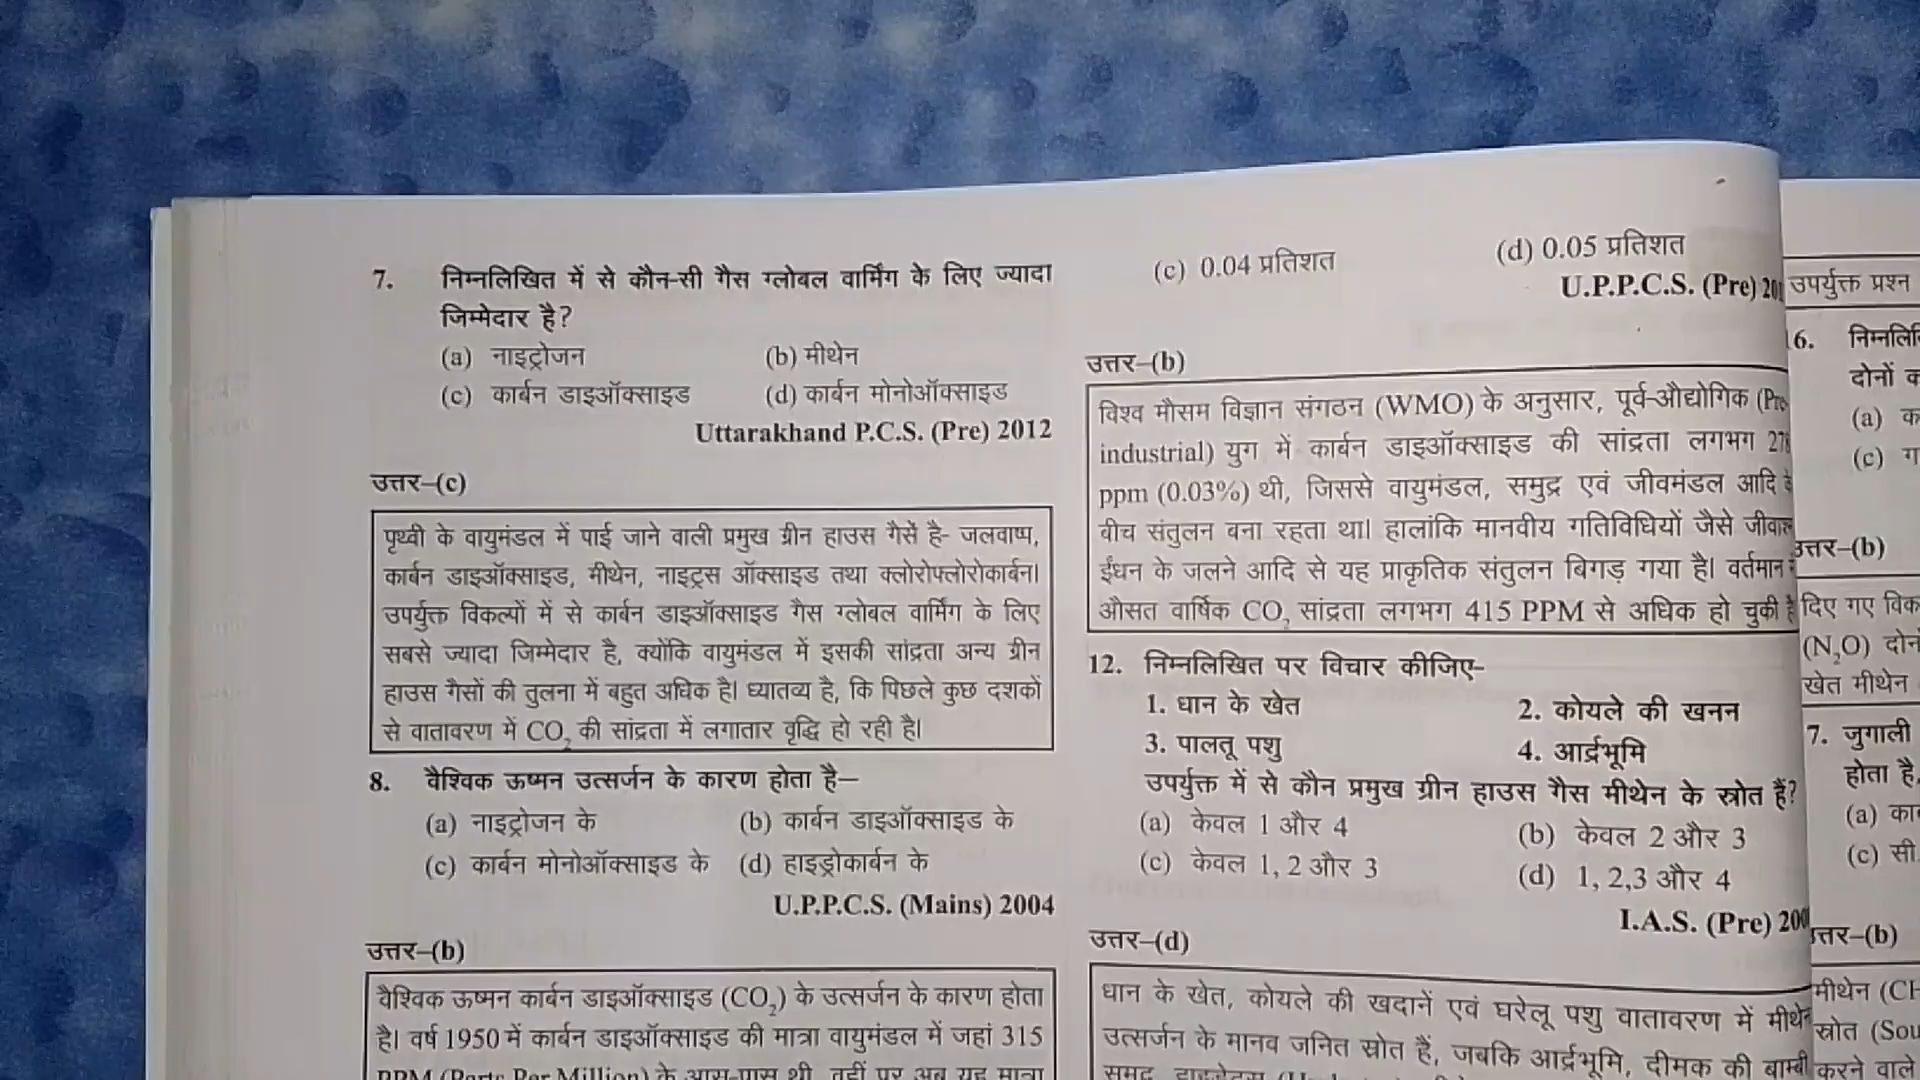 7. निम्नलिखित में से कौन-सी गैस ग्लोबल वार्मिंग के लिए ज्यादा
जिम्मेदार है?
(a) नाइट्रोजन (b) मीथेन
(c) कार्बन डाइऑक्साइड (d) कार्बन मोनोऑक्साइड
Uttarakhand P.C.S. (Pre) 2012
उत्तर–(c)
पृथ्वी के वायुमंडल में पाई जाने वाली प्रमुख ग्रीन हाउस गैसें है- जलवाष्प,
कार्बन डाइऑक्साइड, मीथेन, नाइट्रस ऑक्साइड तथा क्लोरोफ्लोरोकार्बन।
उपर्युक्त विकल्पों में से कार्बन डाइऑक्साइड गैस ग्लोबल वार्मिंग के लिए
सबसे ज्यादा जिम्मेदार है, क्योंकि वायुमंडल में इसकी सांद्रता अन्य ग्रीन
हाउस गैसों की तुलना में बहुत अधिक है। ध्यातव्य है, कि पिछले कुछ दशकों
से वातावरण में CO₂ की सांद्रता में लगातार वृद्धि हो रही है।
8. वैश्विक ऊष्मन उत्सर्जन के कारण होता है–
(a) नाइट्रोजन के (b) कार्बन डाइऑक्साइड के
(c) कार्बन मोनोऑक्साइड के (d) हाइड्रोकार्बन के
U.P.P.C.S. (Mains) 2004
उत्तर–(b)
वैश्विक ऊष्मन कार्बन डाइऑक्साइड (CO₂) के उत्सर्जन के कारण होता
है। वर्ष 1950 में कार्बन डाइऑक्साइड की मात्रा वायुमंडल में जहां 315
PPM (Parts Per Million) के आस-पास थी, वहीं पर अब यह मात्रा
(c) 0.04 प्रतिशत (d) 0.05 प्रतिशत
U.P.P.C.S. (Pre)
उत्तर–(b)
विश्व मौसम विज्ञान संगठन (WMO) के अनुसार, पूर्व-औद्योगिक
industrial) युग में कार्बन डाइऑक्साइड की सांद्रता लगभग
ppm (0.03%) थी, जिससे वायुमंडल, समुद्र एवं जीवमंडल आदि
बीच संतुलन बना रहता था। हालांकि मानवीय गतिविधियों जैसे
ईंधन के जलने आदि से यह प्राकृतिक संतुलन बिगड़ गया है। वर्तमान
औसत वार्षिक CO₂ सांद्रता लगभग 415 PPM से अधिक हो चुकी है
12. निम्नलिखित पर विचार कीजिए-
1. धान के खेत 2. कोयले की खनन
3. पालतू पशु 4. आर्द्रभूमि
उपर्युक्त में से कौन प्रमुख ग्रीन हाउस गैस मीथेन के स्रोत हैं?
(a) केवल 1 और 4 (b) केवल 2 और 3
(c) केवल 1, 2 और 3 (d) 1, 2,3 और 4
I.A.S. (Pre)
उत्तर–(d)
धान के खेत, कोयले की खदानें एवं घरेलू पशु वातावरण में
उत्सर्जन के मानव जनित स्रोत हैं, जबकि आर्द्रभूमि, दीमक की बाम्बी
उपर्युक्त प्रश्न
दोनों
(a)
(c)
उत्तर–(b)
दिए गए
(N₂O)
खेत मीथेन
7. जुगाली
होता है,
(a)
(c) सी
उत्तर–(b)
मीथेन
स्रोत
करने वाले